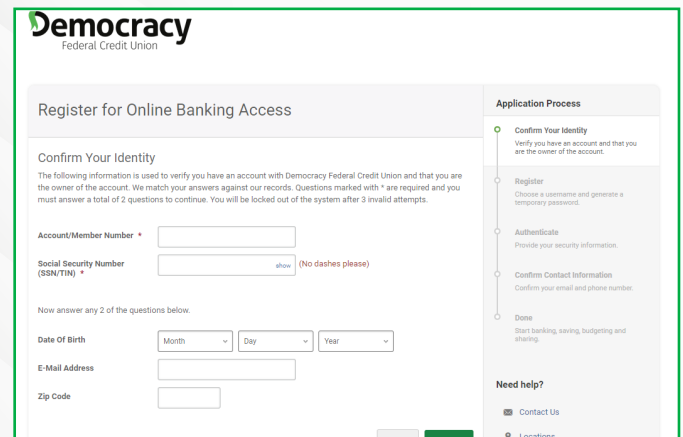 Democracy
Federal Credit Union
Register for Online Banking Access
Confirm Your Identity
The following information is used to verify you have an account with Democracy Federal Credit Union and that you are
the owner of the account. We match your answers against our records. Questions marked with * are required and you
must answer a total of 2 questions to continue. You will be locked out of the system after 3 invalid attempts.
Account/Member Number *
Social Security Number
(SSN/TIN) *
show
(No dashes please)
Now answer any 2 of the questions below.
Date Of Birth
Month
Day
Year
E-Mail Address
Zip Code
Application Process
Confirm Your Identity
Verify you have an account and that you
are the owner of the account.
Register
Choose a username and generate a
temporary password.
Authenticate
Provide your security information.
Confirm Contact Information
Confirm your email and phone number.
Done
Start banking, saving, budgeting and
sharing.
Need help?
Contact Us
Locations